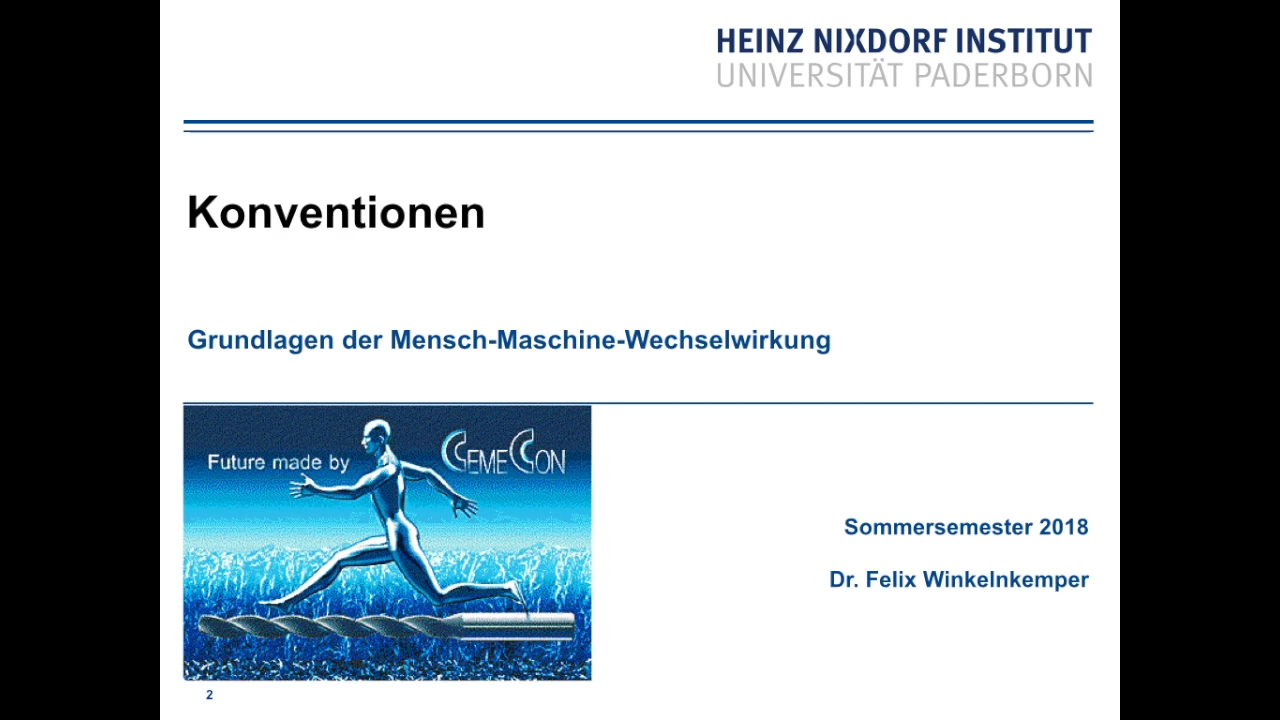 HEINZ NIXDORF INSTITUT
UNIVERSITÄT PADERBORN
Konventionen
Grundlagen der Mensch-Maschine-Wechselwirkung
Future made by CEMECON
Sommersemester 2018
Dr. Felix Winkelnkemper
2